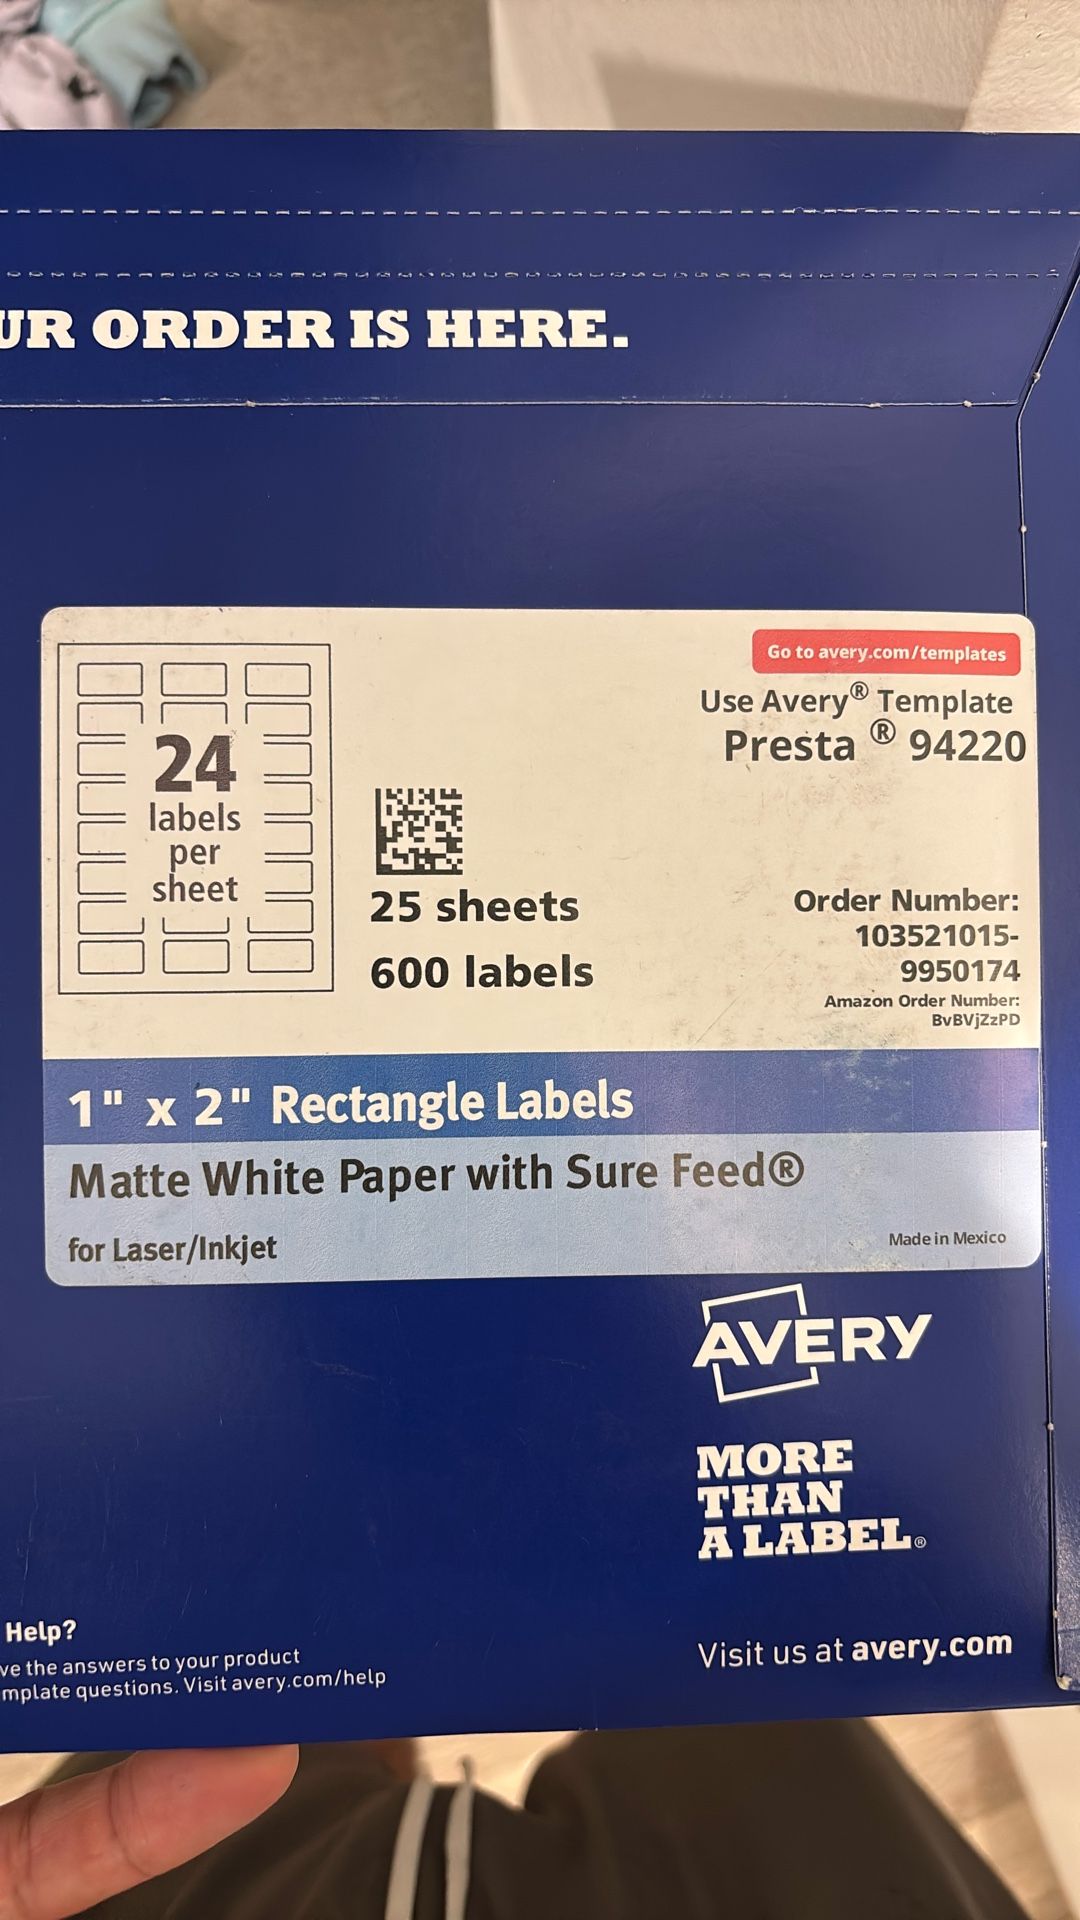 UR ORDER IS HERE.
Go to avery.com/templates
Use Avery® Template
Presta ® 94220
24
labels
per
sheet
25 sheets
600 labels
Order Number:
103521015-
9950174
Amazon Order Number:
BvBVjZzPD
1" x 2" Rectangle Labels
Matte White Paper with Sure Feed®
for Laser/Inkjet
Made in Mexico
AVERY
MORE
THAN
A LABEL®
Help?
ve the answers to your product
mplate questions. Visit avery.com/help
Visit us at avery.com